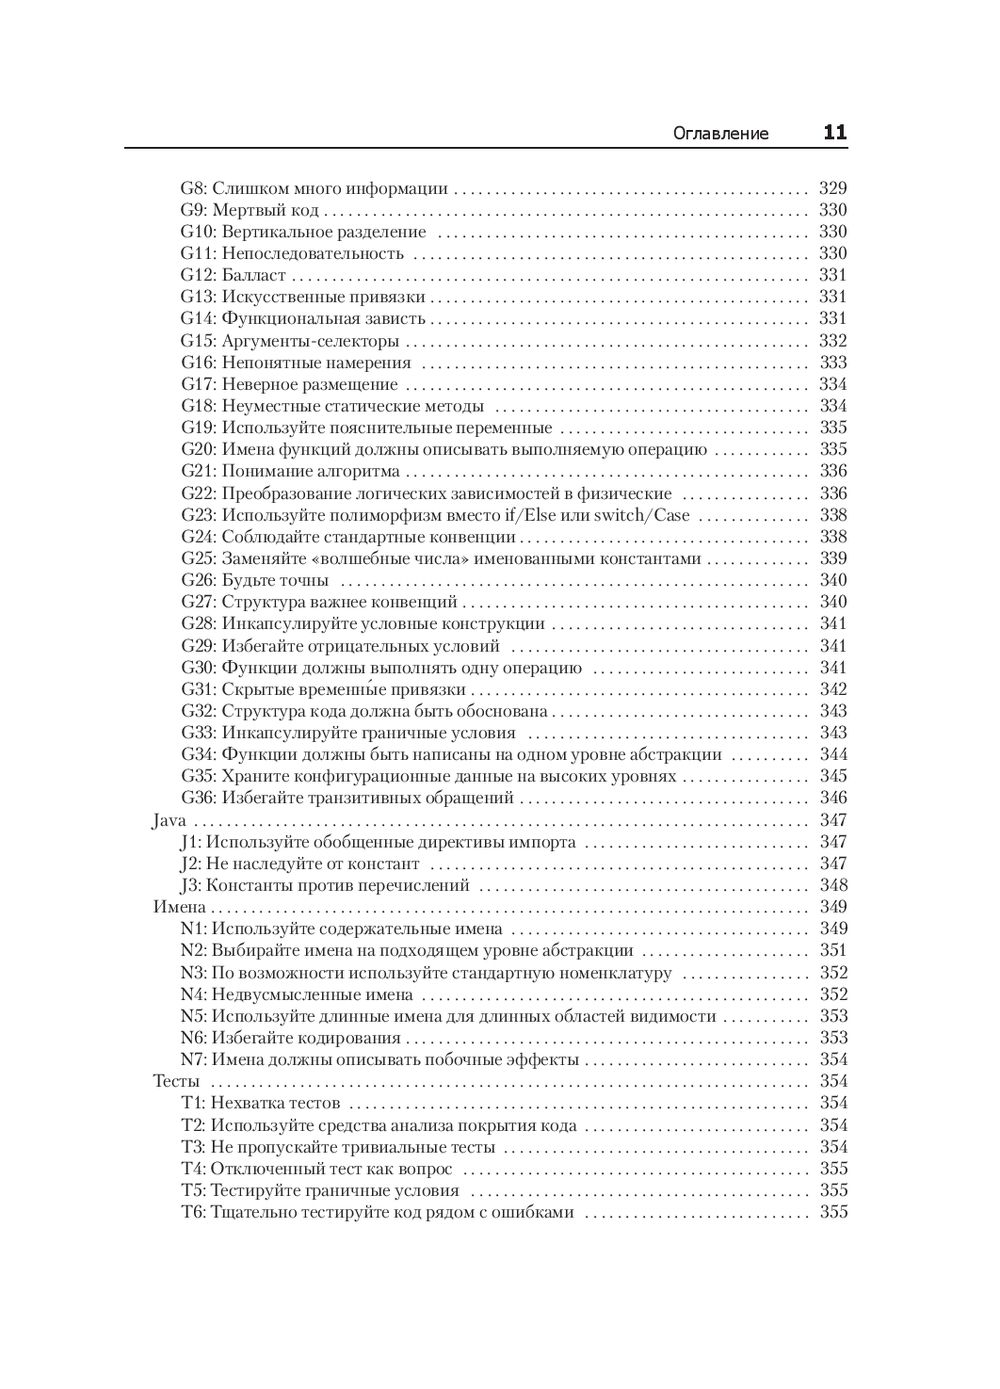 Оглавление 11
G8: Слишком много информации . . . . . . . . . . 329
G9: Мертвый код . . . . . . . . . . 330
G10: Вертикальное разделение . . . . . . . . . . 330
G11: Непоследовательность . . . . . . . . . . 330
G12: Балласт . . . . . . . . . . 331
G13: Искусственные привязки . . . . . . . . . . 331
G14: Функциональная зависть . . . . . . . . . . 331
G15: Аргументы-селекторы . . . . . . . . . . 332
G16: Непонятные намерения . . . . . . . . . . 333
G17: Неверное размещение . . . . . . . . . . 334
G18: Неуместные статические методы . . . . . . . . . . 334
G19: Используйте пояснительные переменные . . . . . . . . . . 335
G20: Имена функций должны описывать выполняемую операцию . . . . . . . . . . 335
G21: Понимание алгоритма . . . . . . . . . . 336
G22: Преобразование логических зависимостей в физические . . . . . . . . . . 336
G23: Используйте полиморфизм вместо if/Else или switch/Case . . . . . . . . . . 338
G24: Соблюдайте стандартные конвенции . . . . . . . . . . 338
G25: Заменяйте «волшебные числа» именованными константами . . . . . . . . . . 339
G26: Будьте точны . . . . . . . . . . 340
G27: Структура важнее конвенций . . . . . . . . . . 340
G28: Инкапсулируйте условные конструкции . . . . . . . . . . 341
G29: Избегайте отрицательных условий . . . . . . . . . . 341
G30: Функции должны выполнять одну операцию . . . . . . . . . . 341
G31: Скрытые временны́е привязки . . . . . . . . . . 342
G32: Структура кода должна быть обоснована . . . . . . . . . . 343
G33: Инкапсулируйте граничные условия . . . . . . . . . . 343
G34: Функции должны быть написаны на одном уровне абстракции . . . . . . . . . . 344
G35: Храните конфигурационные данные на высоких уровнях . . . . . . . . . . 345
G36: Избегайте транзитивных обращений . . . . . . . . . . 346
Java . . . . . . . . . . 347
J1: Используйте обобщенные директивы импорта . . . . . . . . . . 347
J2: Не наследуйте от констант . . . . . . . . . . 347
J3: Константы против перечислений . . . . . . . . . . 348
Имена . . . . . . . . . . 349
N1: Используйте содержательные имена . . . . . . . . . . 349
N2: Выбирайте имена на подходящем уровне абстракции . . . . . . . . . . 351
N3: По возможности используйте стандартную номенклатуру . . . . . . . . . . 352
N4: Недвусмысленные имена . . . . . . . . . . 352
N5: Используйте длинные имена для длинных областей видимости . . . . . . . . . . 353
N6: Избегайте кодирования . . . . . . . . . . 353
N7: Имена должны описывать побочные эффекты . . . . . . . . . . 354
Тесты . . . . . . . . . . 354
T1: Нехватка тестов . . . . . . . . . . 354
T2: Используйте средства анализа покрытия кода . . . . . . . . . . 354
T3: Не пропускайте тривиальные тесты . . . . . . . . . . 354
T4: Отключенный тест как вопрос . . . . . . . . . . 355
T5: Тестируйте граничные условия . . . . . . . . . . 355
T6: Тщательно тестируйте код рядом с ошибками . . . . . . . . . . 355